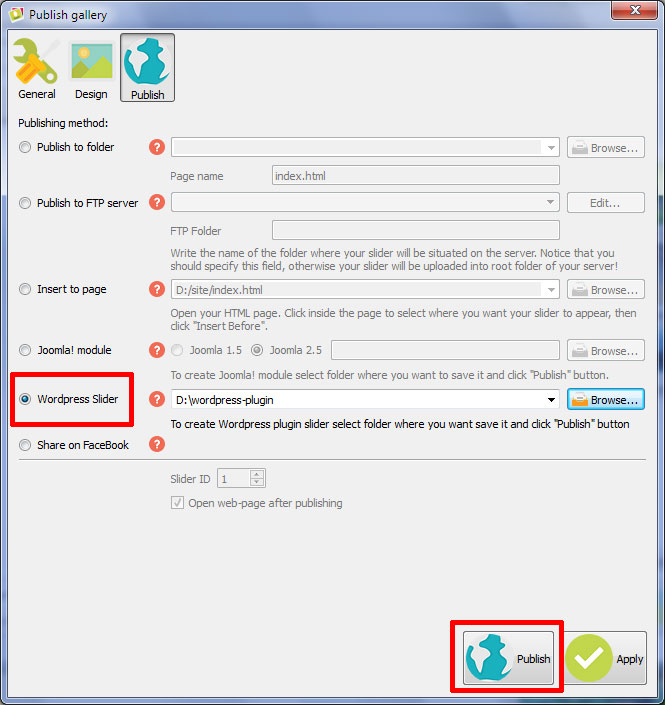 Publish gallery
General Design Publish
Publishing method:
Publish to folder ? Browse...
Page name index.html
Publish to FTP server ? Edit...
FTP Folder
Write the name of the folder where your slider will be situated on the server. Notice that you
should specify this field, otherwise your slider will be uploaded into root folder of your server!
Insert to page ? D:/site/index.html Browse...
Open your HTML page. Click inside the page to select where you want your slider to appear, then
click "Insert Before".
Joomla! module ? Joomla 1.5 Joomla 2.5 Browse...
To create Joomla! module select folder where you want to save it and click "Publish" button.
Wordpress Slider ? D:\wordpress-plugin Browse...
To create Wordpress plugin slider select folder where you want save it and click "Publish" button
Share on FaceBook ?
Slider ID 1
Open web-page after publishing
Publish Apply